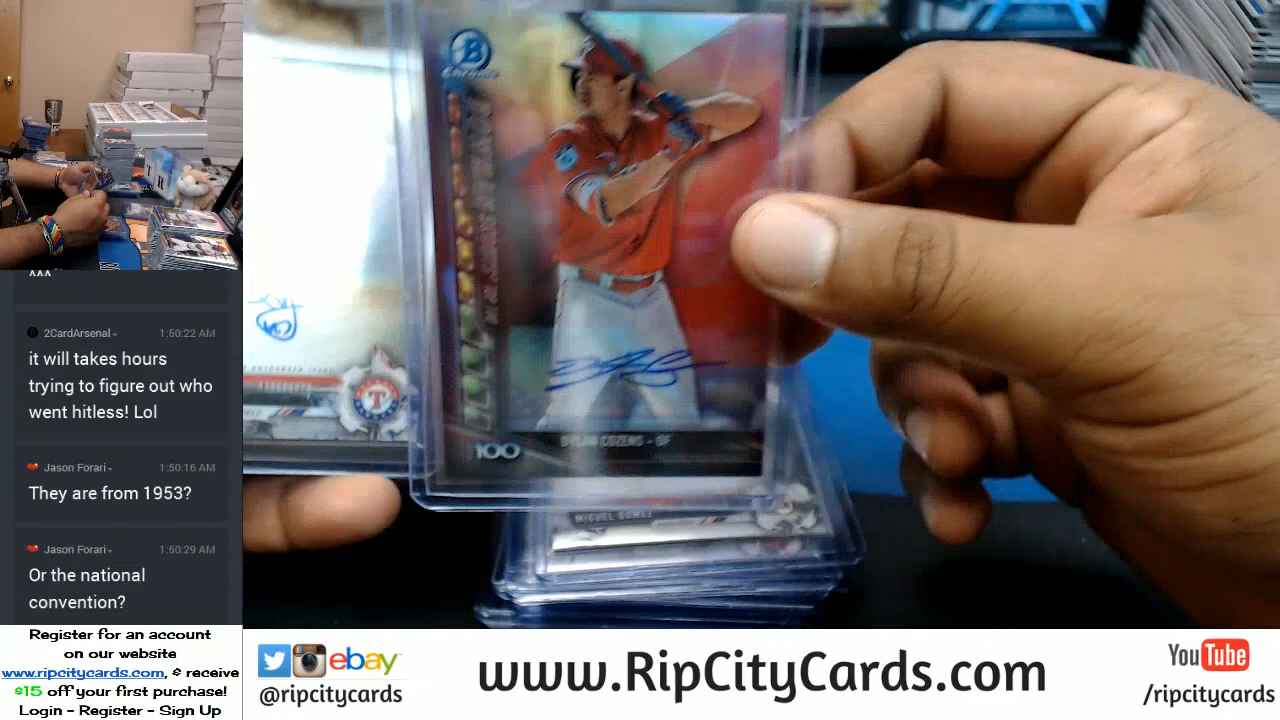 xxx
2CardArsenal
1:50:22 AM
it will takes hours
trying to figure out who
went hitless! Lol
Jason Forari
1:50:16 AM
They are from 1953?
Jason Forari
1:50:29 AM
Or the national
convention?
Register for an account
on our website
www.ripcitycards.com, & receive
$15 off your first purchase!
Login - Register - Sign Up
B
Chrome
100
DYLAN COZENS - OF
MIGUEL GOMEZ
T
ebay
@ripcitycards
www.RipCityCards.com
YouTube
/ripcitycards